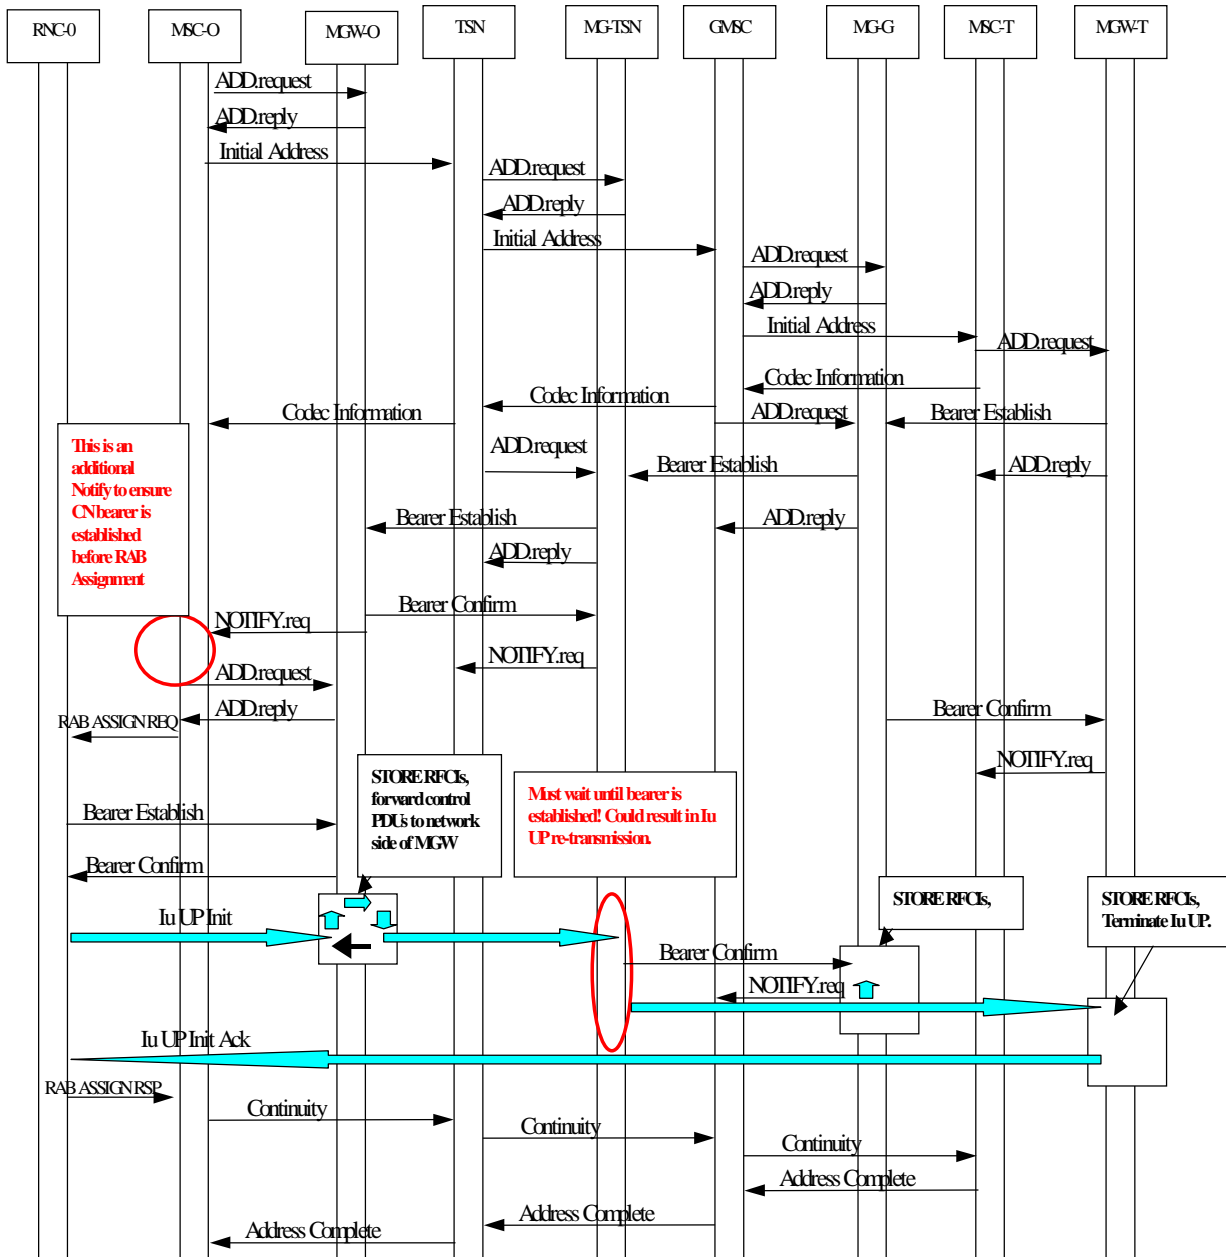 RNC-0 MSC-O MGW-O TSN MG-TSN GMSC MG-G MSC-T MGW-T
ADD.request
ADD.reply
Initial Address
ADD.request
ADD.reply
Initial Address
ADD.request
ADD.reply
Initial Address
ADD.request
Codec Information
Codec Information
Codec Information
ADD.request
Bearer Establish
This is an
additional
Notify to ensure
CN bearer is
established
before RAB
Assignment
ADD.request
Bearer Establish
ADD.reply
Bearer Establish
ADD.reply
ADD.reply
Bearer Confirm
NOTIFY.req
NOTIFY.req
ADD.request
ADD.reply
RAB ASSIGN REQ
Bearer Confirm
NOTIFY.req
STORE RFCIs,
forward control
PDUs to network
side of MGW
Must wait until bearer is
established! Could result in Iu
UP re-transmission.
Bearer Establish
Bearer Confirm
STORE RFCIs,
STORE RFCIs,
Terminate Iu UP.
Iu UP Init
Bearer Confirm
NOTIFY.req
Iu UP Init Ack
RAB ASSIGN RSP
Continuity
Continuity
Continuity
Address Complete
Address Complete
Address Complete